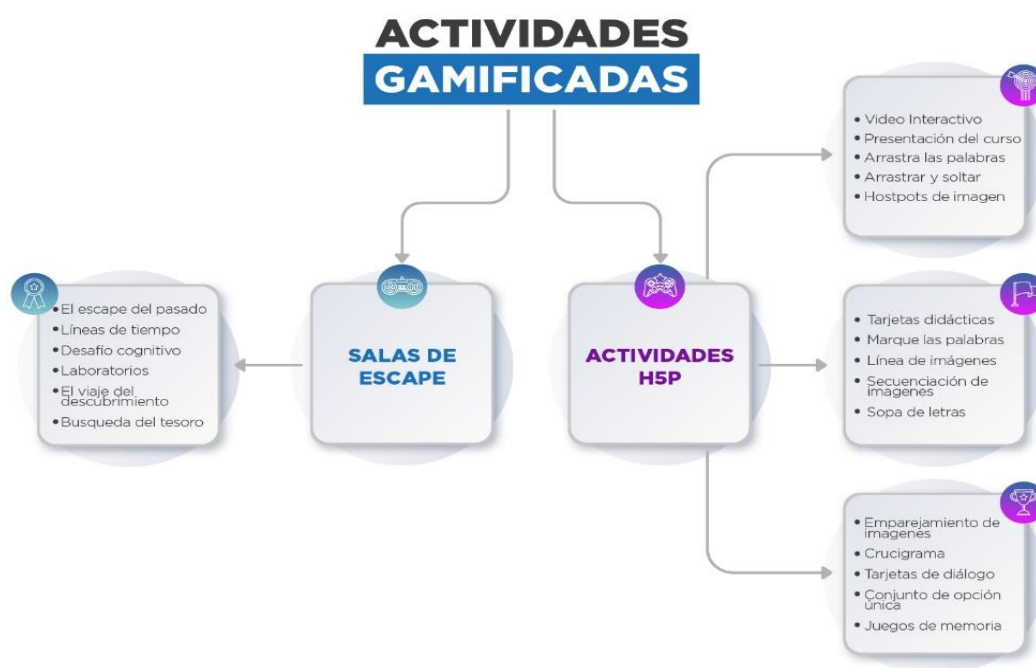 ACTIVIDADES
GAMIFICADAS
• El escape del pasado
• Líneas de tiempo
• Desafío cognitivo
• Laboratorios
• El viaje del
descubrimiento
• Busqueda del tesoro
SALAS DE
ESCAPE
ACTIVIDADES
H5P
• Video Interactivo
• Presentación del curso
• Arrastra las palabras
• Arrastrar y soltar
• Hostpots de imagen
• Tarjetas didácticas
• Marque las palabras
• Línea de imágenes
• Secuenciación de
imagenes
• Sopa de letras
• Emparejamiento de
imagenes
• Crucigrama
• Tarjetas de diálogo
• Conjunto de opción
única
• Juegos de memoria